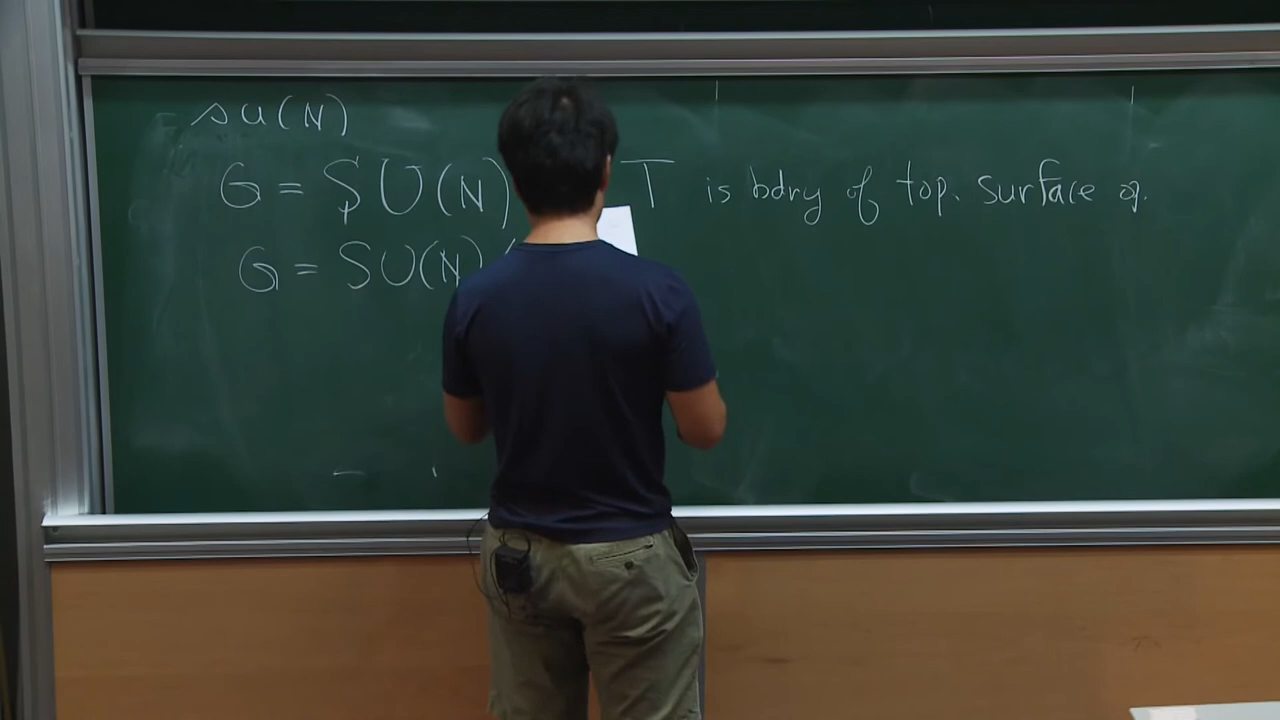 su(N)
G = SU(N) T is bdry of top. surface op.
G = SU(N) /